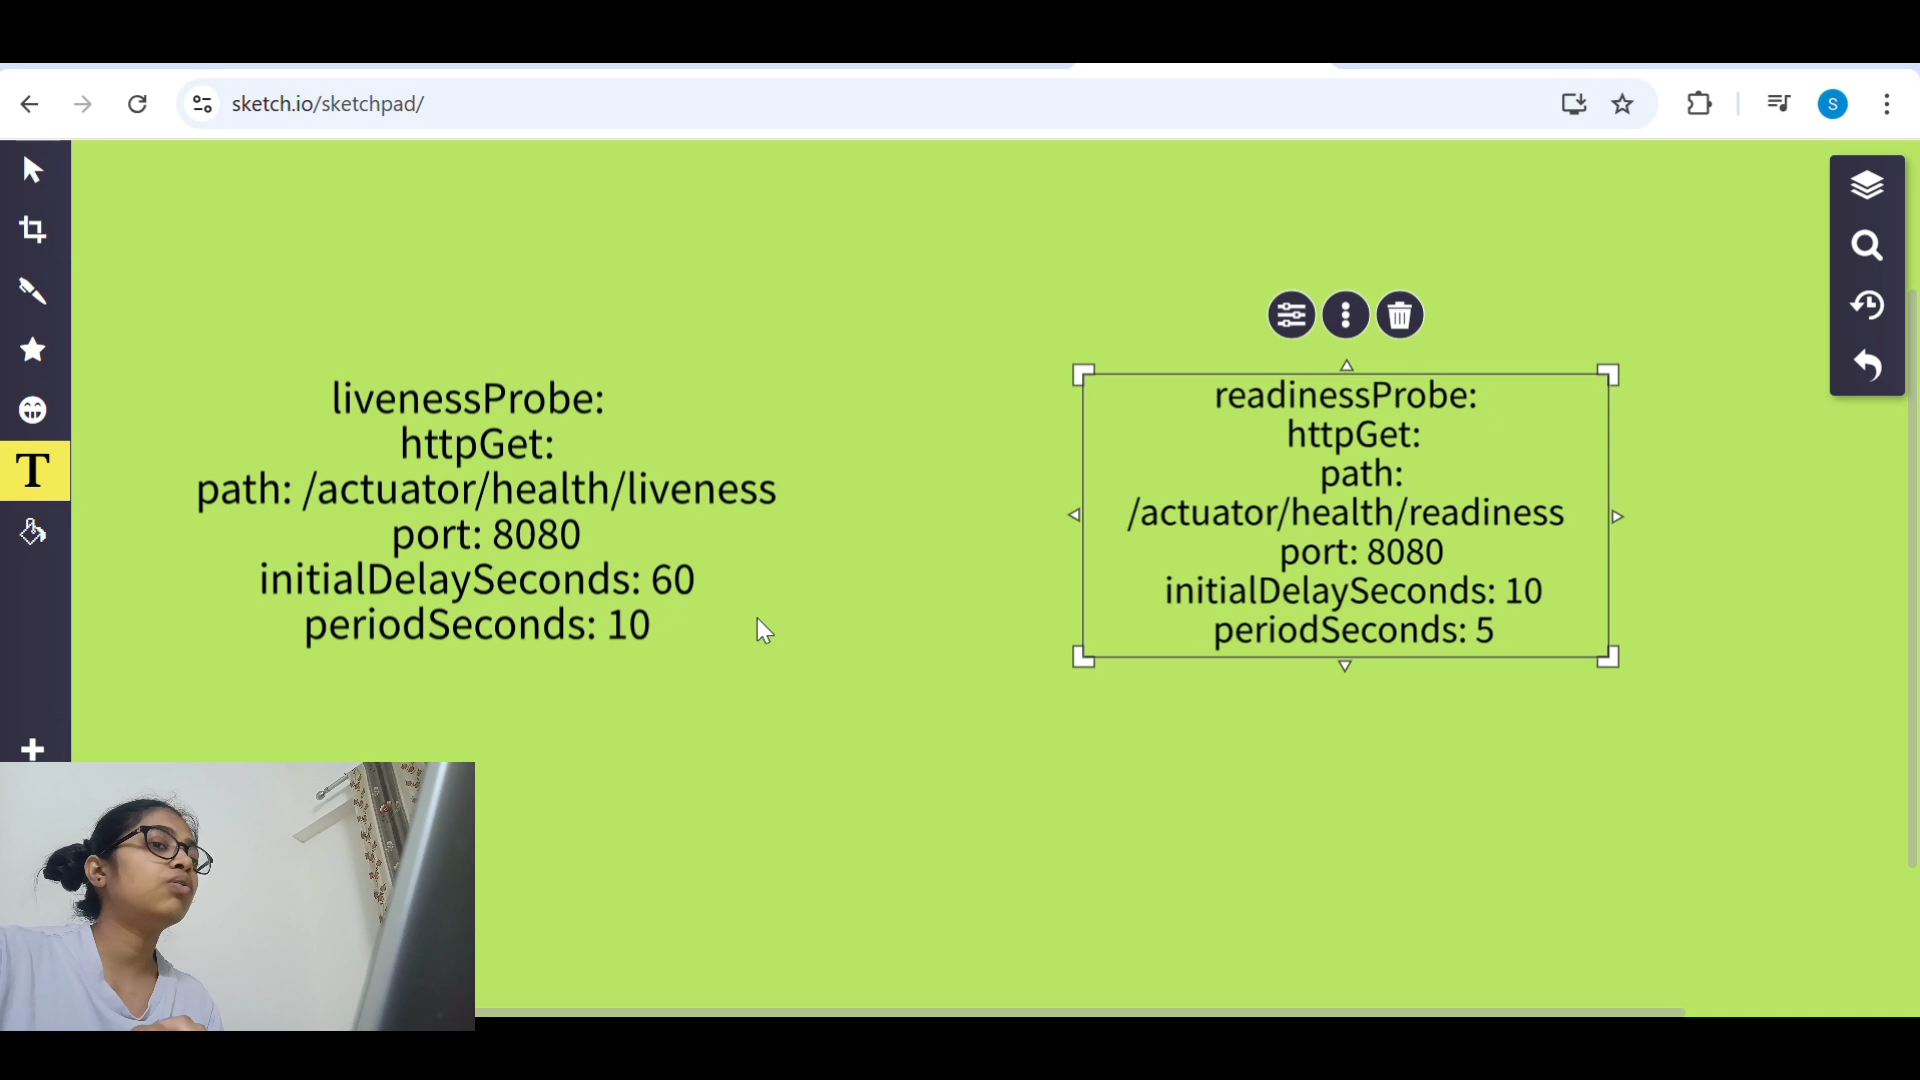 sketch.io/sketchpad/
S
T
livenessProbe:
httpGet:
path: /actuator/health/liveness
port: 8080
initialDelaySeconds: 60
periodSeconds: 10
readinessProbe:
httpGet:
path:
/actuator/health/readiness
port: 8080
initialDelaySeconds: 10
periodSeconds: 5